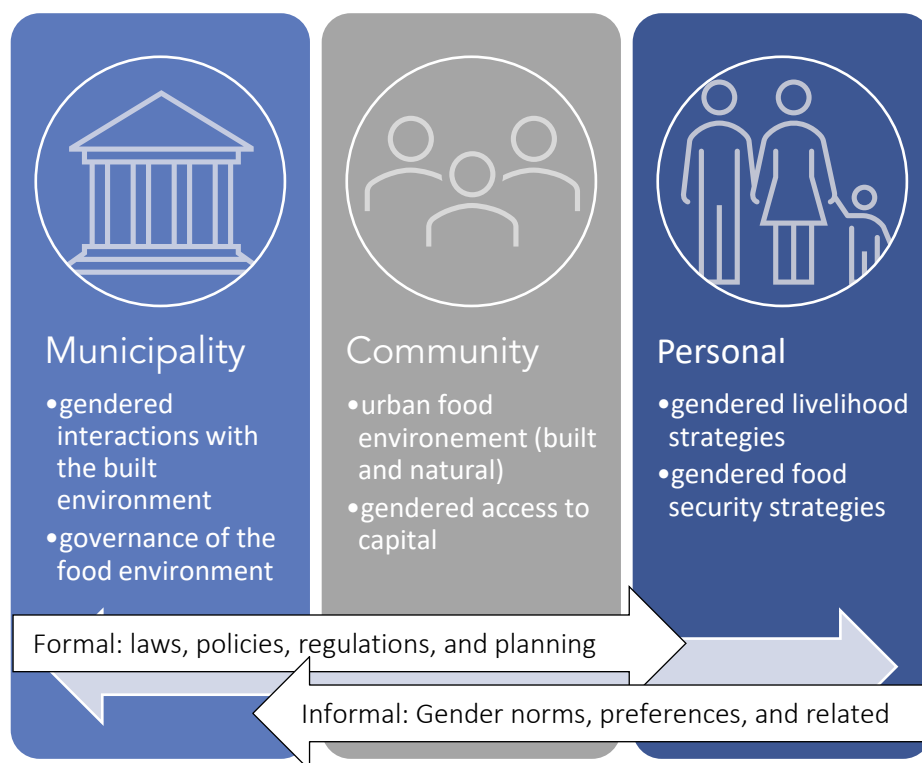 Municipality
•gendered
interactions with
the built
environment
•governance of the
food environment
Community
•urban food
environement (built
and natural)
•gendered access to
capital
Personal
•gendered livelihood
strategies
•gendered food
security strategies
Formal: laws, policies, regulations, and planning
Informal: Gender norms, preferences, and related